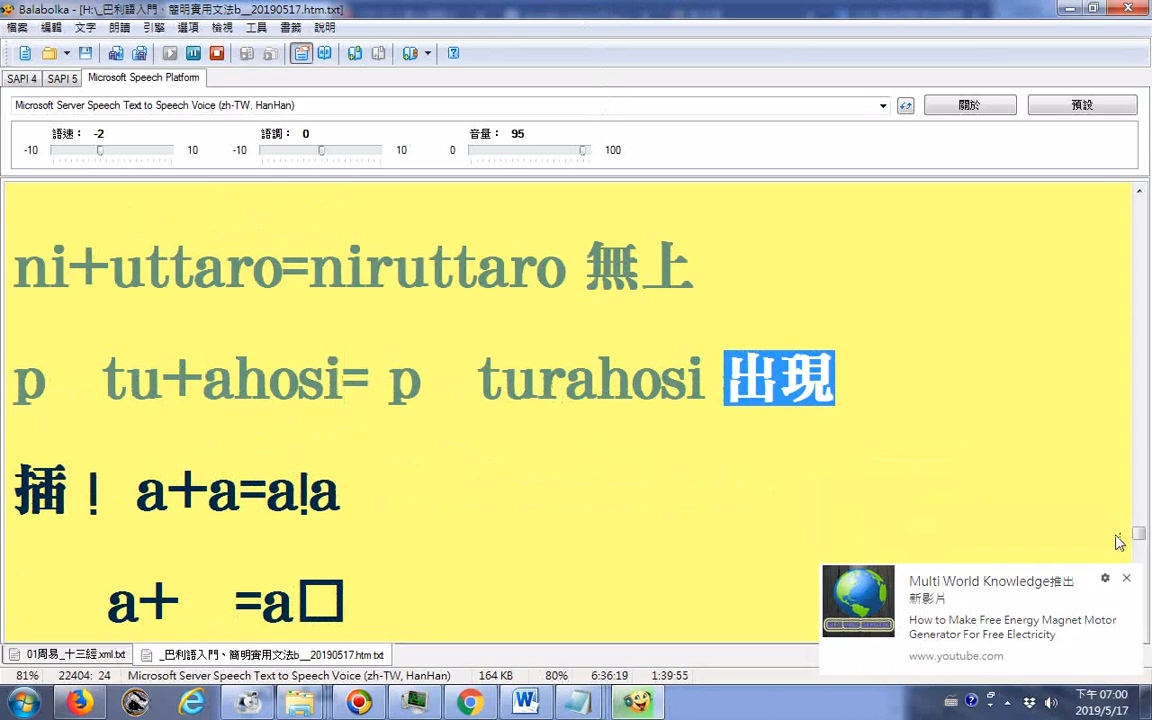 Balabolka - [H:\_巴利語入門、簡明實用文法b__20190517.htm.txt]
檔案 編輯 文字 朗讀 引擎 選項 檢視 工具 書籤 說明
SAPI 4 SAPI 5 Microsoft Speech Platform
Microsoft Server Speech Text to Speech Voice (zh-TW, HanHan) 關於 預設
語速： -2 語調： 0 音量： 95
-10 10 -10 10 0 100
ni+uttaro=niruttaro 無上
p tu+ahosi= p turahosi 出現
插！ a+a=a!a
a+ =a□
Multi World Knowledge推出
新影片
How to Make Free Energy Magnet Motor
Generator For Free Electricity
www.youtube.com
01周易_十三經.xml.txt _巴利語入門、簡明實用文法b__20190517.htm.txt
81% 22404: 24 Microsoft Server Speech Text to Speech Voice (zh-TW, HanHan) 164 KB 80% 6:36:19 1:39:55
下午 07:00
2019/5/17